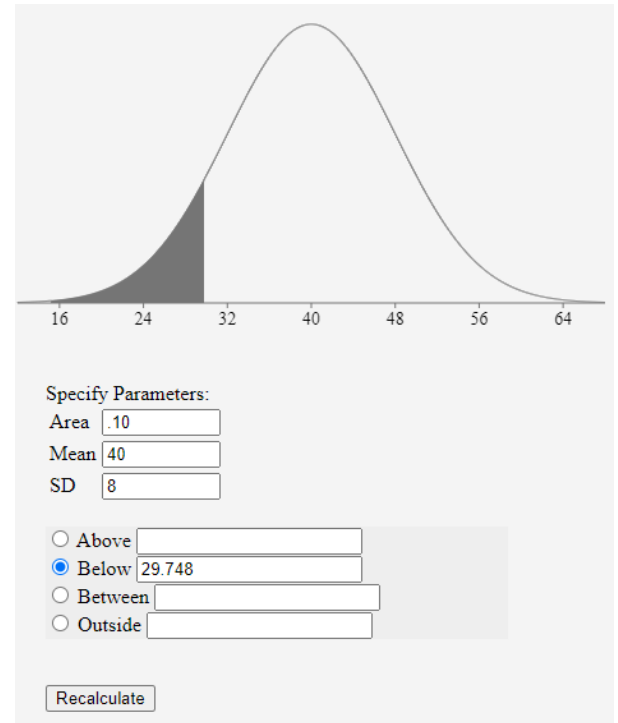 16 24 32 40 48 56 64
Specify Parameters:
Area .10
Mean 40
SD 8
Above
Below 29.748
Between
Outside
Recalculate